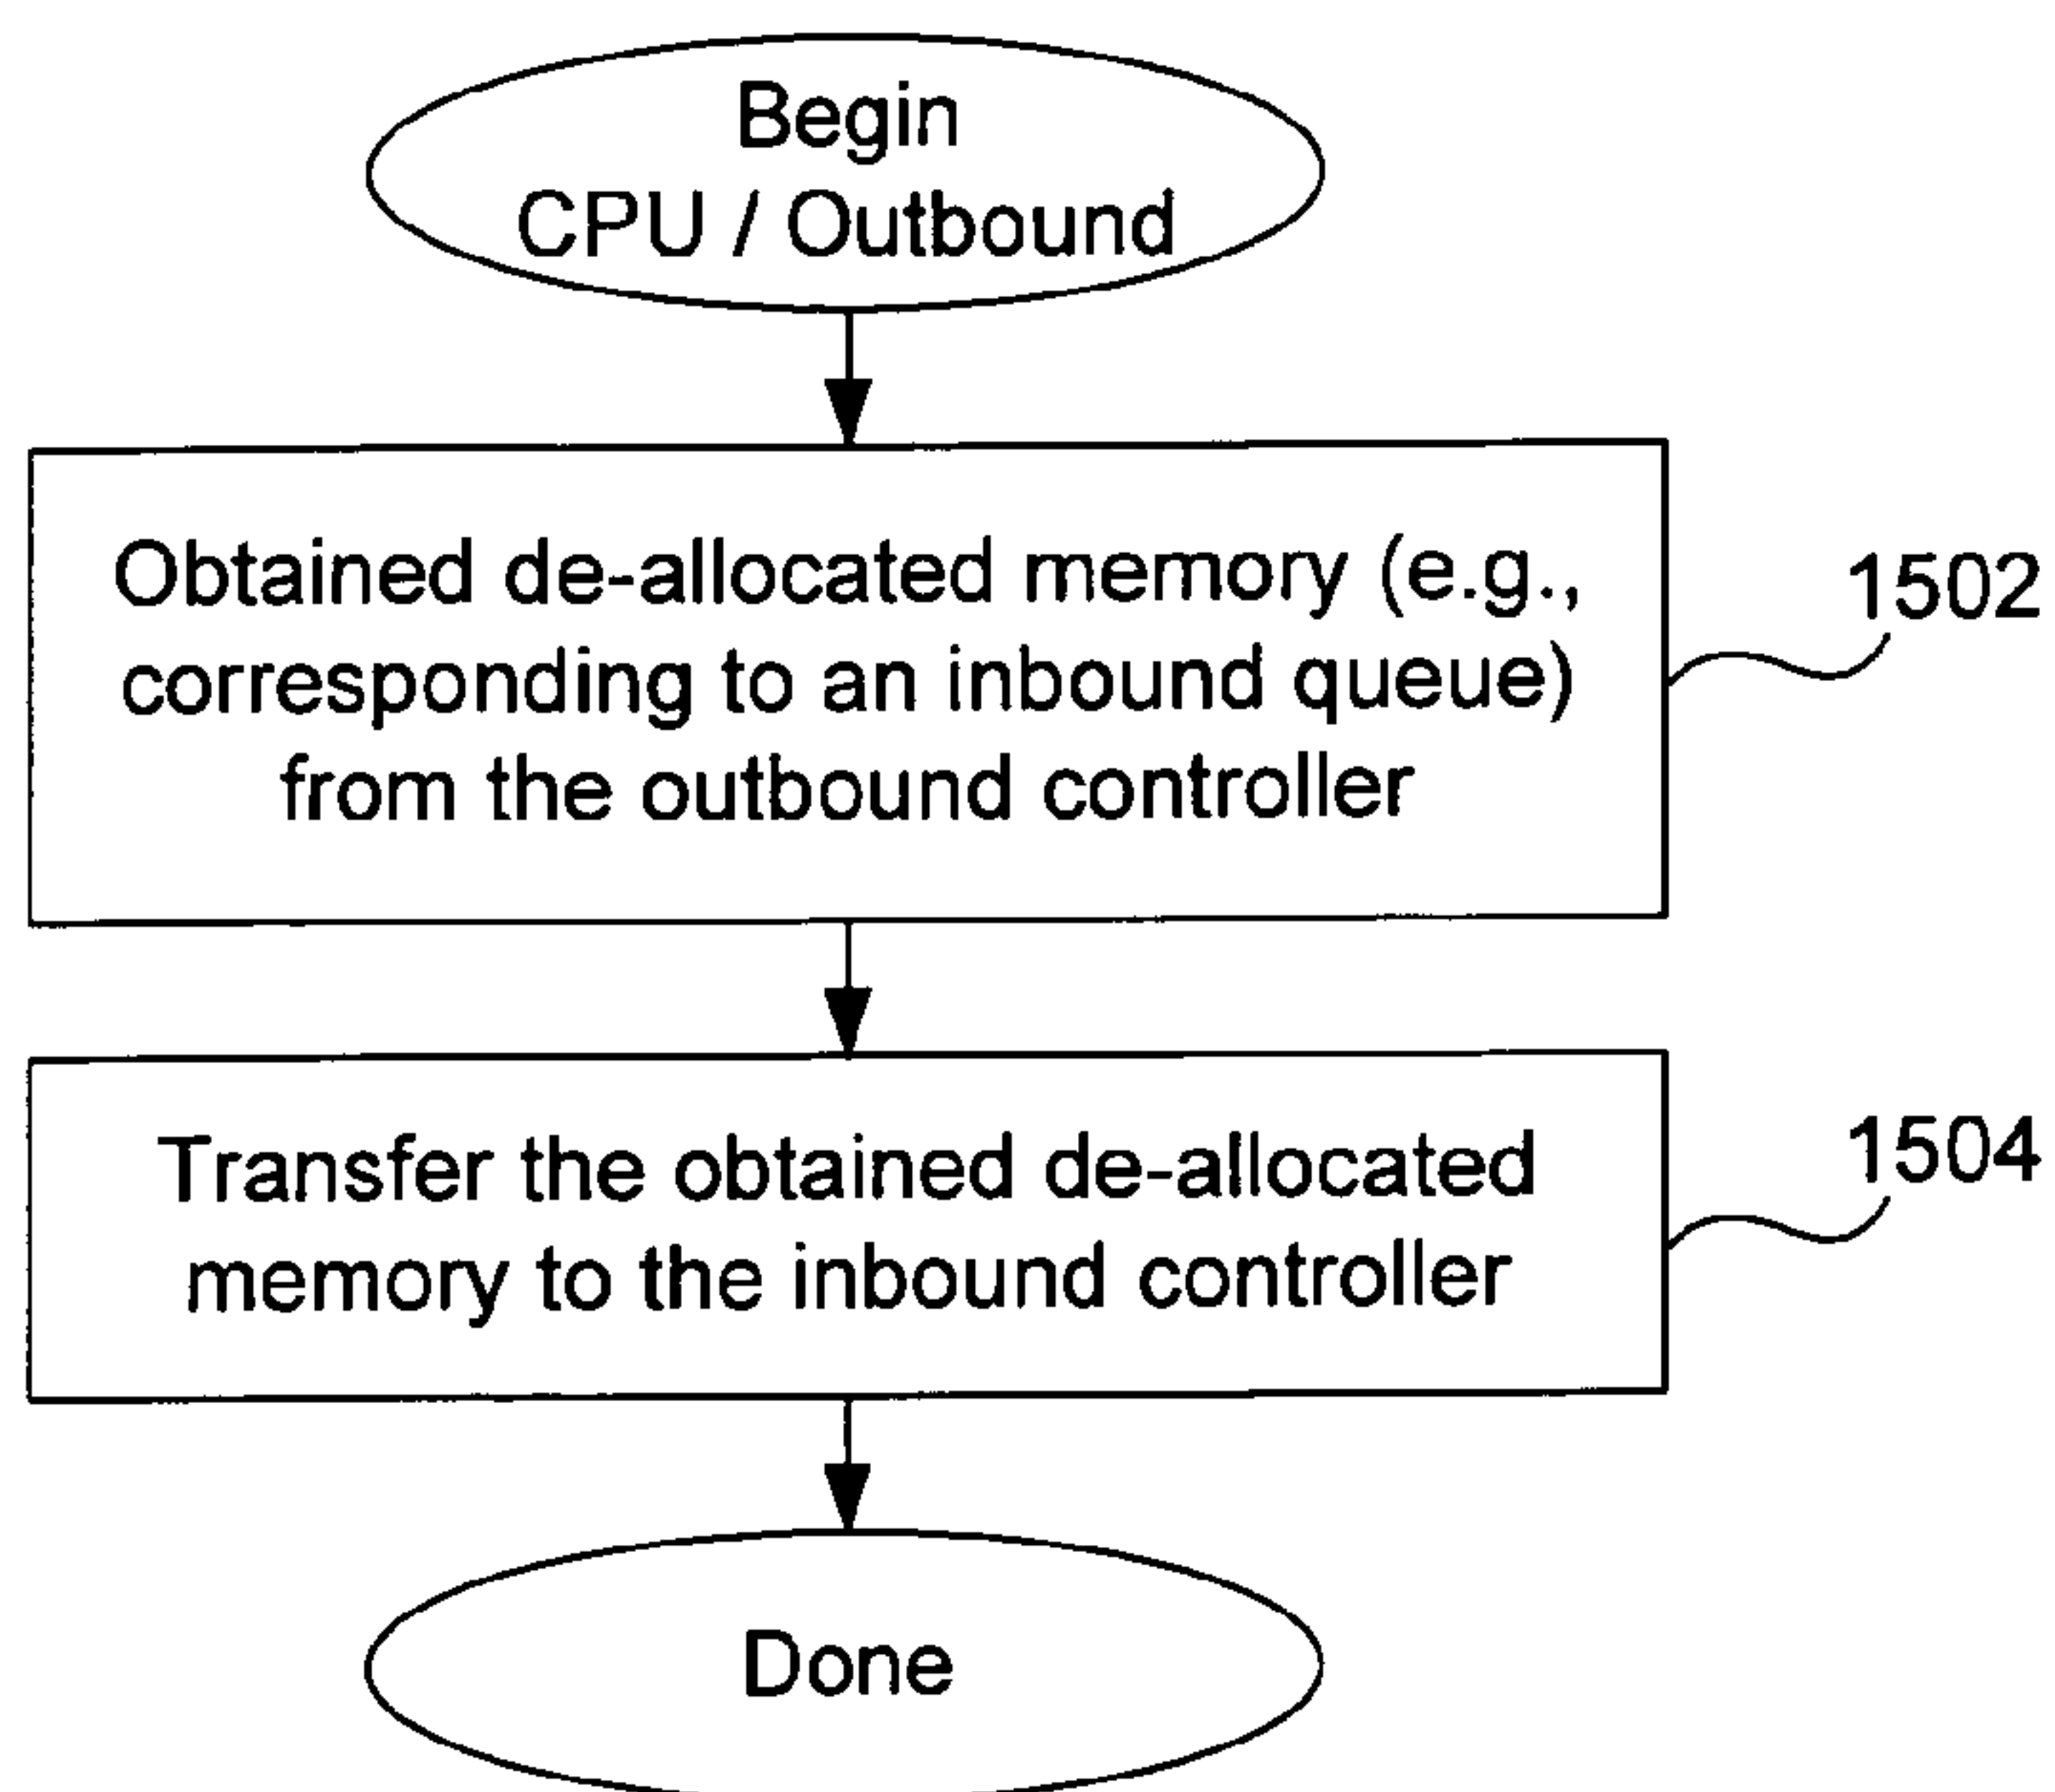 Begin
CPU / Outbound
Obtained de-allocated memory (e.g.,
corresponding to an inbound queue)
from the outbound controller
1502
Transfer the obtained de-allocated
memory to the inbound controller
1504
Done